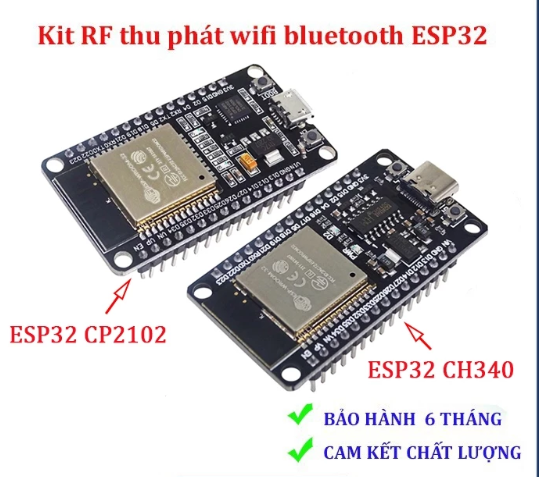 Kit RF thu phát wifi bluetooth ESP32
ESP32 CP2102
ESP32 CH340
BẢO HÀNH 6 THÁNG
CAM KẾT CHẤT LƯỢNG